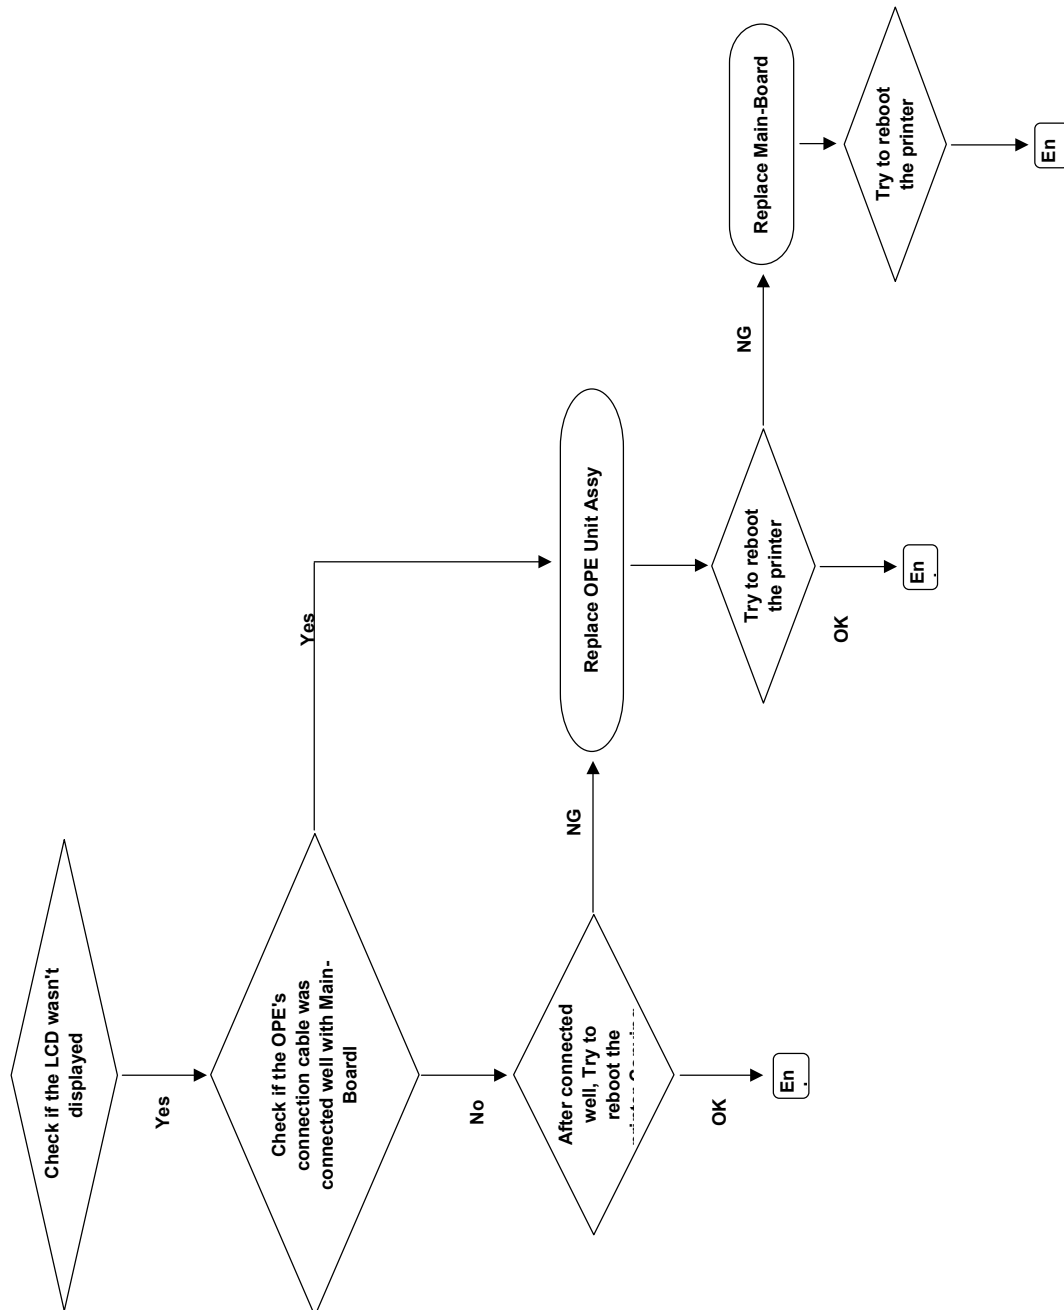 Check if the LCD wasn't
displayed
Yes
Check if the OPE's
connection cable was
connected well with Main-
Boardl
Yes
No
After connected
well, Try to
reboot the
OK
En
NG
Replace OPE Unit Assy
Try to reboot
the printer
OK
En
NG
Replace Main-Board
Try to reboot
the printer
En